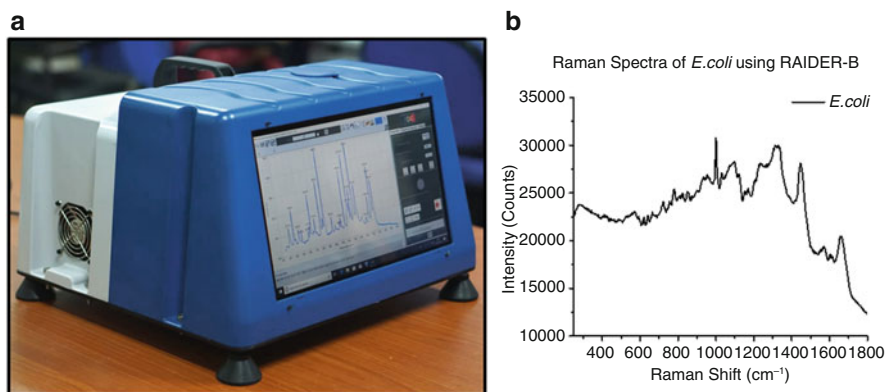 a
b
Raman Spectra of E.coli using RAIDER-B
E.coli
35000
30000
25000
20000
15000
10000
Intensity (Counts)
400 600 800 1000 1200 1400 1600 1800
Raman Shift (cm⁻¹)